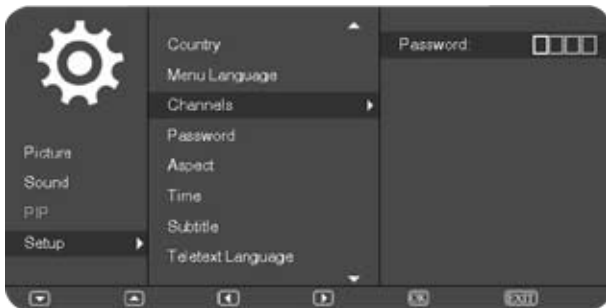 Picture
Sound
PIP
Setup
Country
Menu Language
Channels
Password
Aspect
Time
Subtitle
Teletext Language
Password:
OK
EXIT